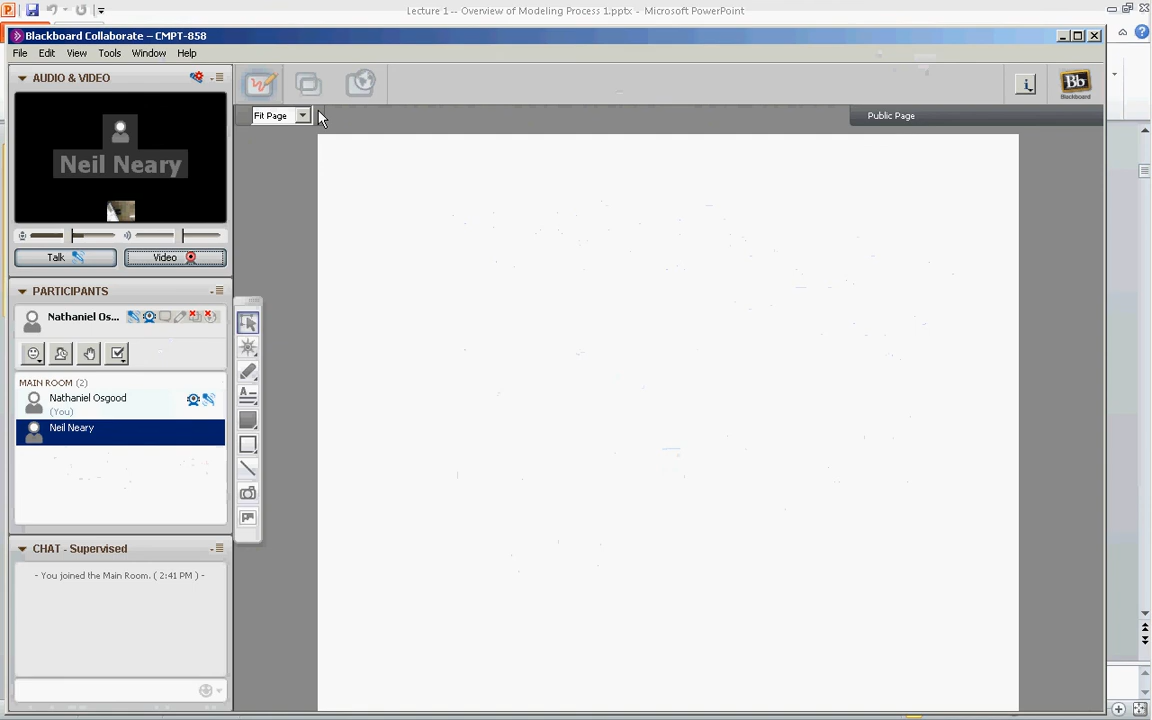 Lecture 1 -- Overview of Modeling Process 1.pptx - Microsoft PowerPoint
Blackboard Collaborate – CMPT-858
File Edit View Tools Window Help
AUDIO & VIDEO
Neil Neary
Talk Video
PARTICIPANTS
Nathaniel Os...
MAIN ROOM (2)
Nathaniel Osgood
(You)
Neil Neary
CHAT - Supervised
- You joined the Main Room. ( 2:41 PM ) -
Fit Page
Public Page
Bb
Blackboard